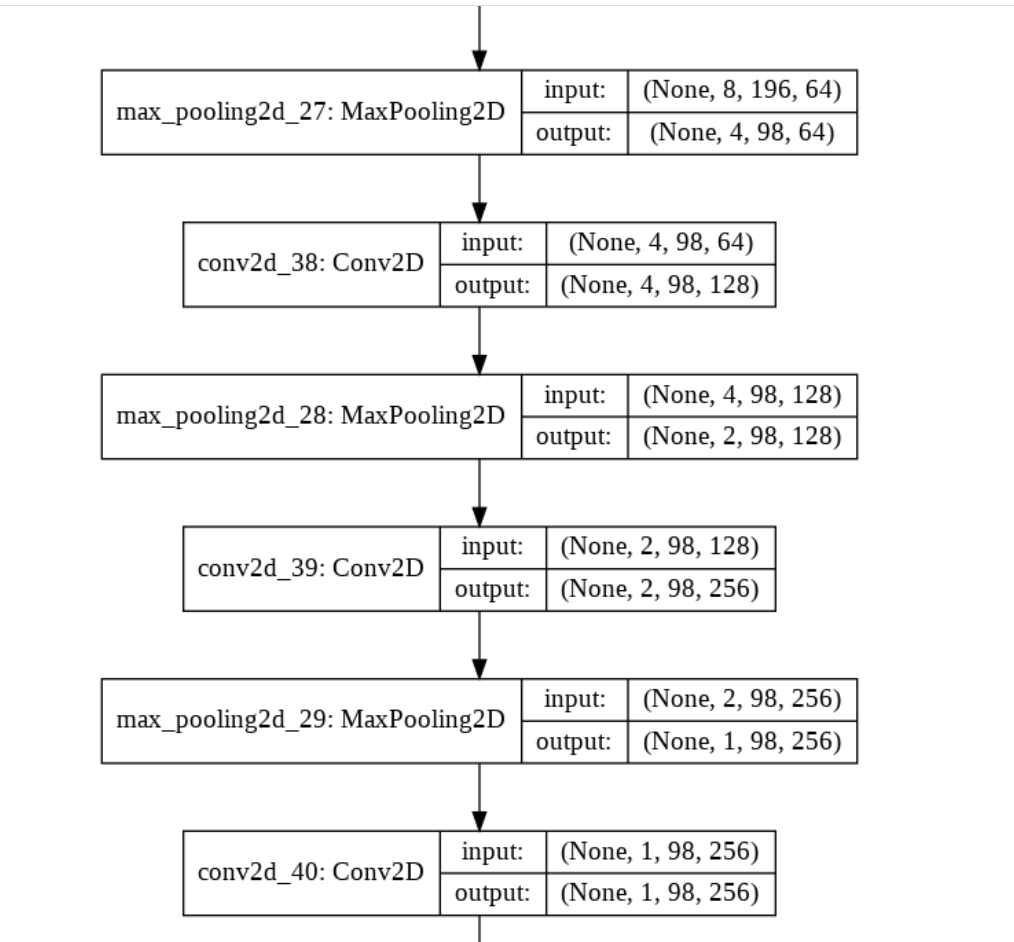 max_pooling2d_27: MaxPooling2D
input: (None, 8, 196, 64)
output: (None, 4, 98, 64)
conv2d_38: Conv2D
input: (None, 4, 98, 64)
output: (None, 4, 98, 128)
max_pooling2d_28: MaxPooling2D
input: (None, 4, 98, 128)
output: (None, 2, 98, 128)
conv2d_39: Conv2D
input: (None, 2, 98, 128)
output: (None, 2, 98, 256)
max_pooling2d_29: MaxPooling2D
input: (None, 2, 98, 256)
output: (None, 1, 98, 256)
conv2d_40: Conv2D
input: (None, 1, 98, 256)
output: (None, 1, 98, 256)